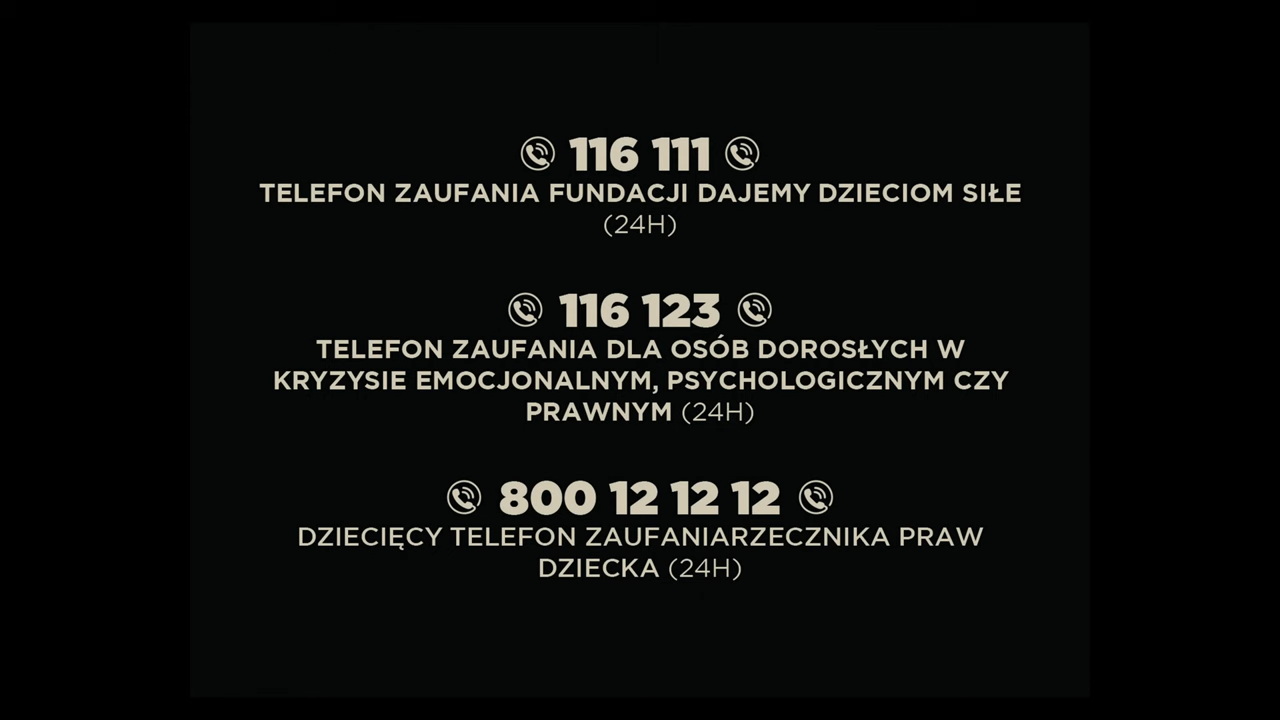 116 111
TELEFON ZAUFANIA FUNDACJI DAJEMY DZIECIOM SIŁE
(24H)
116 123
TELEFON ZAUFANIA DLA OSÓB DOROSŁYCH W
KRYZYSIE EMOCJONALNYM, PSYCHOLOGICZNYM CZY
PRAWNYM (24H)
800 12 12 12
DZIECIĘCY TELEFON ZAUFANIARZECZNIKA PRAW
DZIECKA (24H)